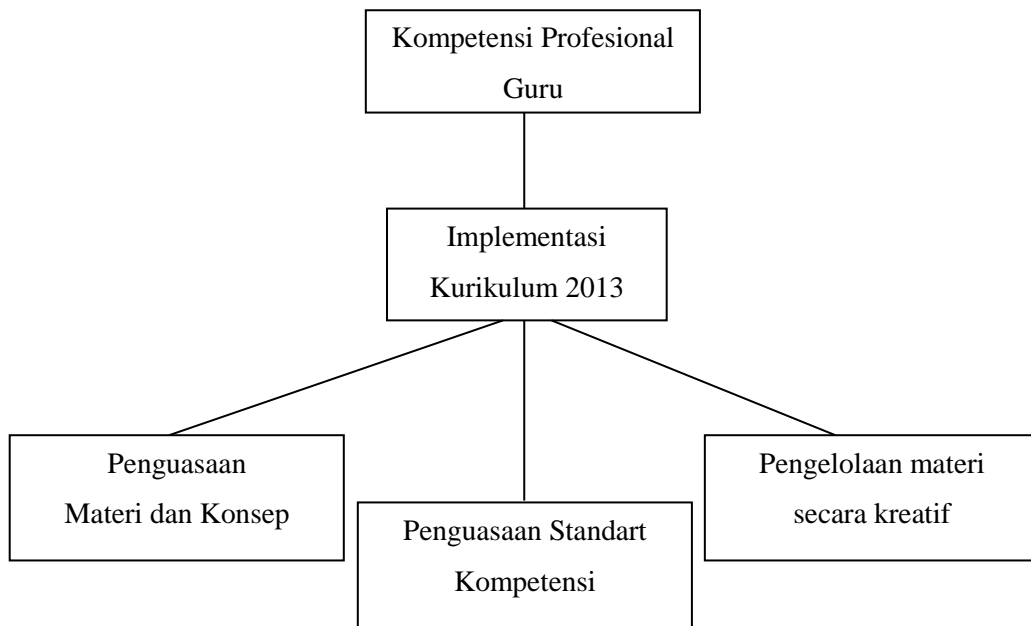 Kompetensi Profesional
Guru
Implementasi
Kurikulum 2013
Penguasaan
Materi dan Konsep
Penguasaan Standart
Kompetensi
Pengelolaan materi
secara kreatif